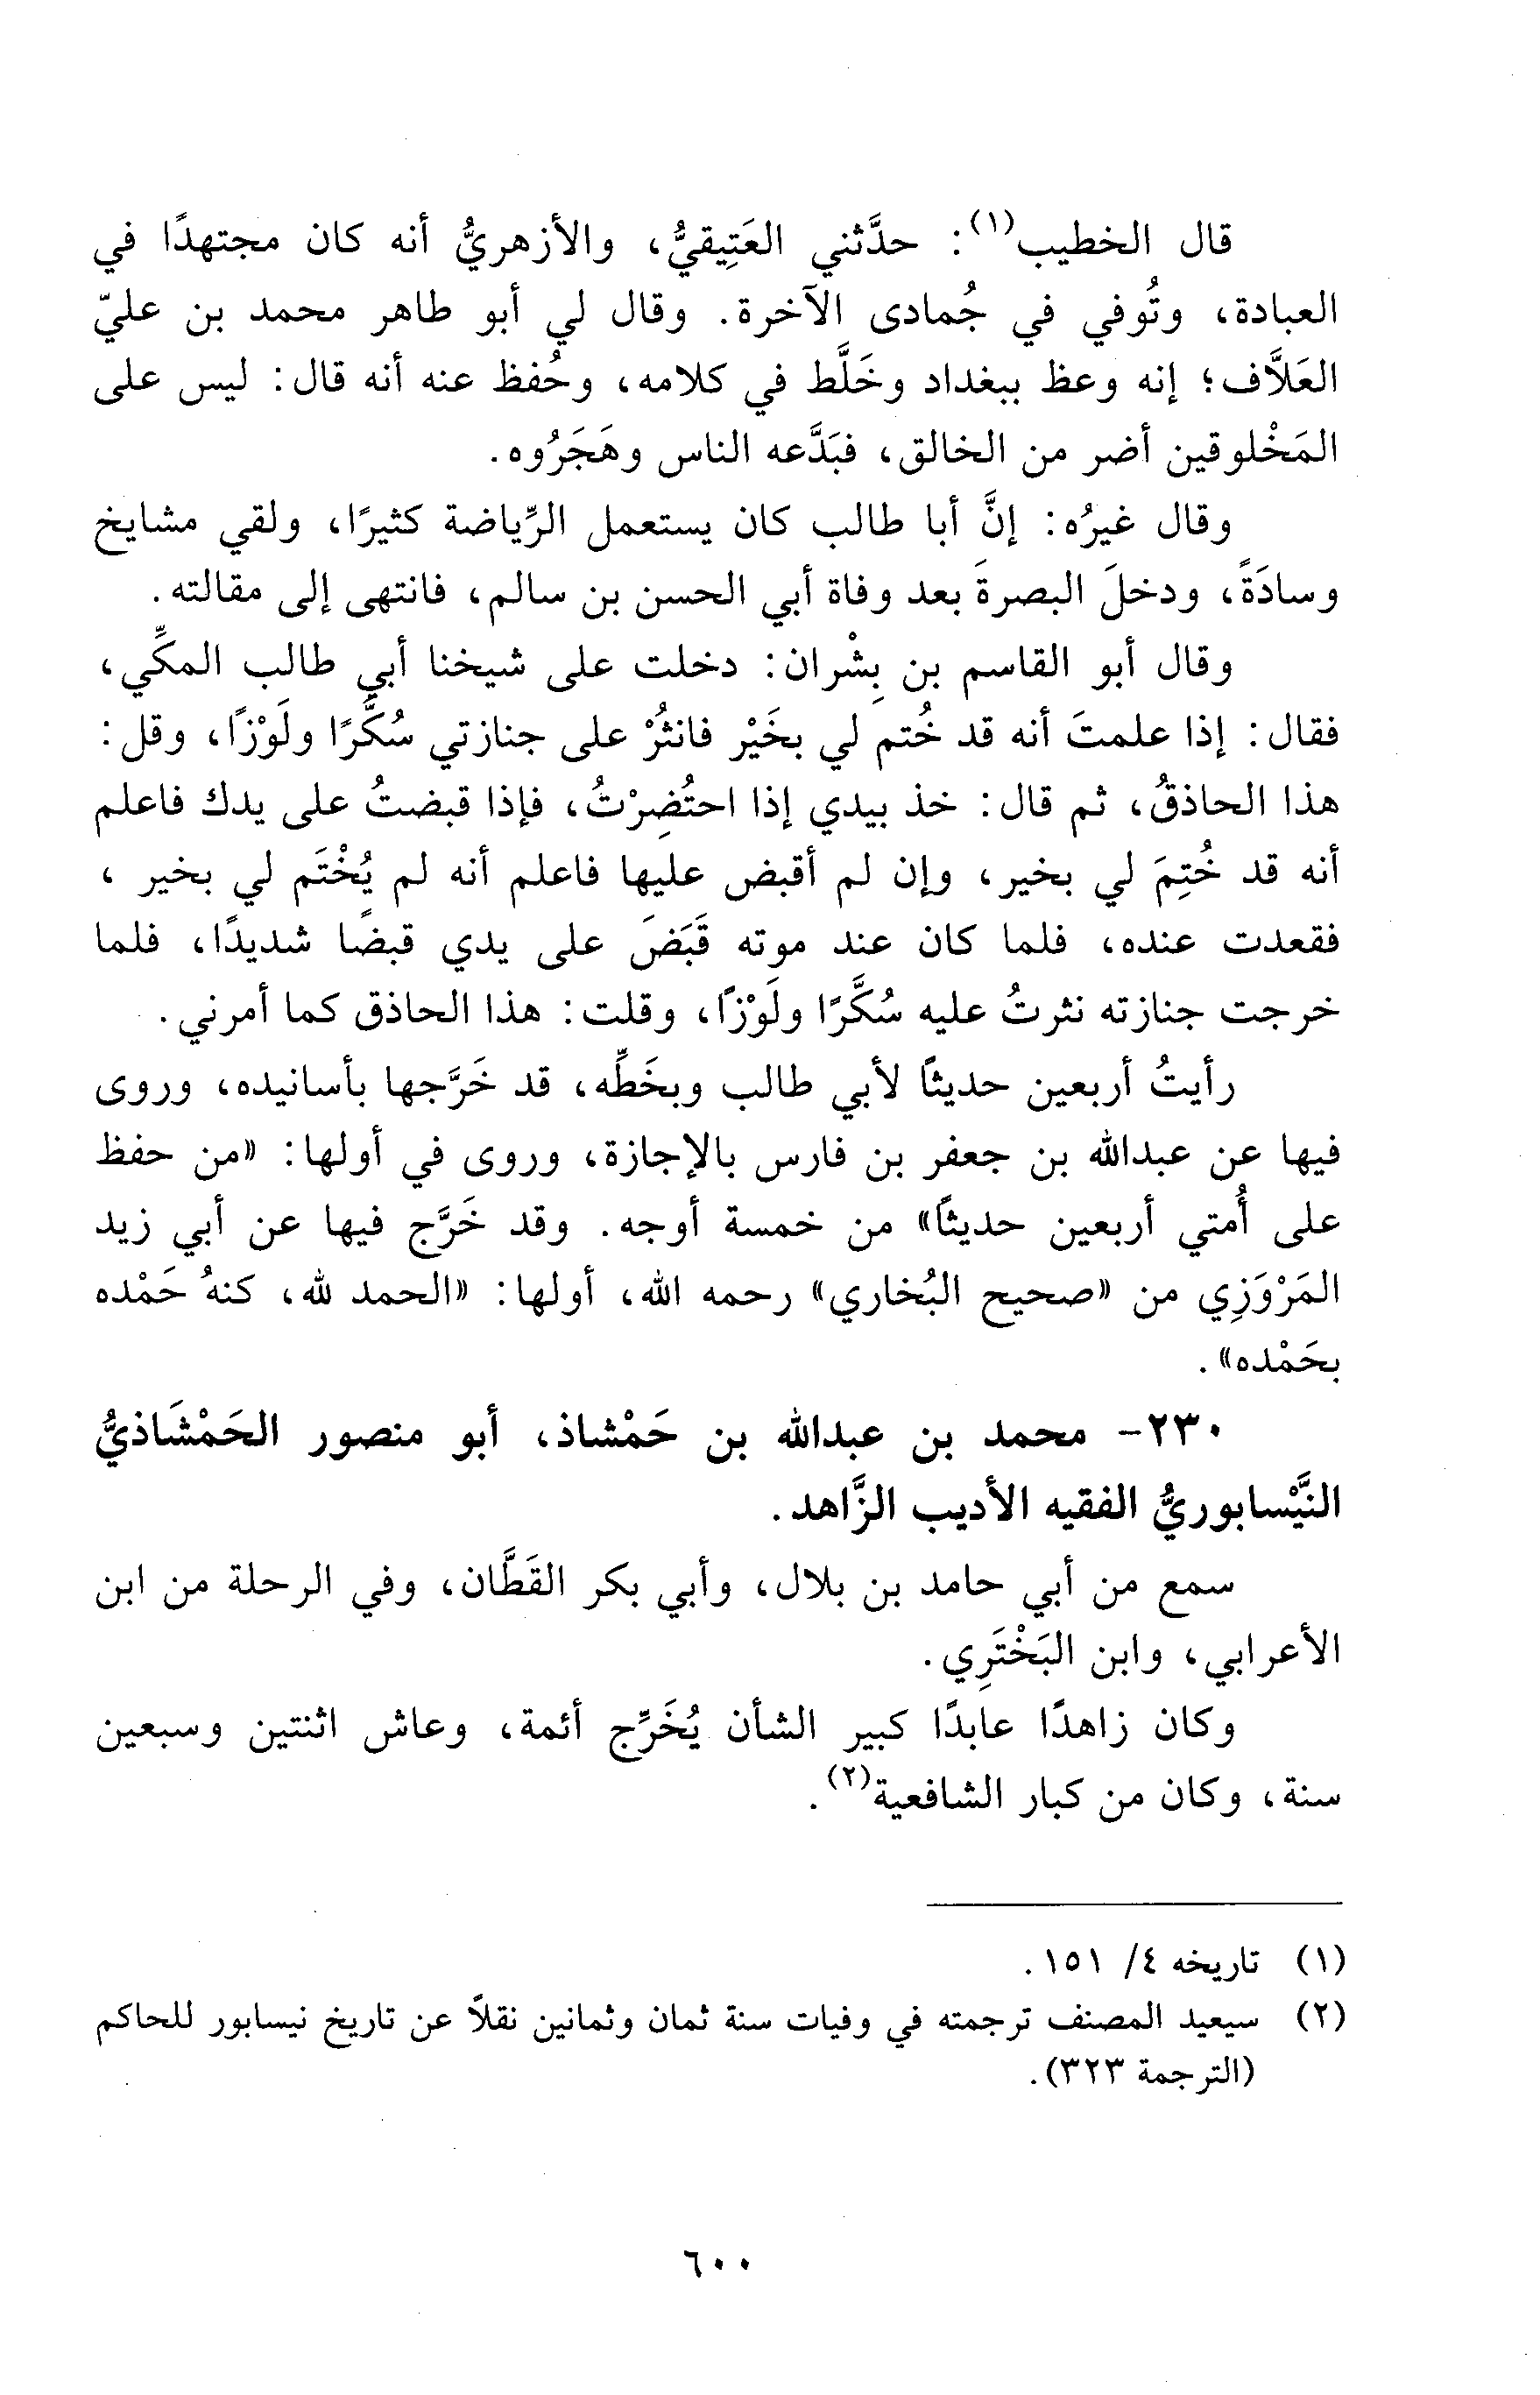 قال الخطيب(١): حدَّثني العَتِيقيُّ، والأزهريُّ أنه كان مجتهدًا في
العبادة، وتُوفي في جُمادى الآخرة. وقال لي أبو طاهر محمد بن عليّ
العَلاَّف؛ إنه وعظ ببغداد وخَلَّط في كلامه، وحُفظ عنه أنه قال: ليس على
المَخْلوقين أضر من الخالق، فبَدَّعه الناس وهَجَرُوه.
وقال غيرُه: إنَّ أبا طالب كان يستعمل الرِّياضة كثيرًا، ولقي مشايخ
وسادَةً، ودخلَ البصرةَ بعد وفاة أبي الحسن بن سالم، فانتهى إلى مقالته.
وقال أبو القاسم بن بِشْران: دخلت على شيخنا أبي طالب المكِّي،
فقال: إذا علمتَ أنه قد خُتم لي بخَيْر فانثُرْ على جنازتي سُكَّرًا ولَوْزًا، وقل:
هذا الحاذقُ، ثم قال: خذ بيدي إذا احتُضِرْتُ، فإذا قبضتُ على يدك فاعلم
أنه قد خُتِمَ لي بخير، وإن لم أقبض عليها فاعلم أنه لم يُخْتَم لي بخير ،
فقعدت عنده، فلما كان عند موته قَبَضَ على يدي قبضًا شديدًا، فلما
خرجت جنازته نثرتُ عليه سُكَّرًا ولَوْزًا، وقلت: هذا الحاذق كما أمرني.
رأيتُ أربعين حديثًا لأبي طالب وبخَطِّه، قد خَرَّجها بأسانيده، وروى
فيها عن عبدالله بن جعفر بن فارس بالإجازة، وروى في أولها: «من حفظ
على أُمتي أربعين حديثًا» من خمسة أوجه. وقد خَرَّج فيها عن أبي زيد
المَرْوَزِي من «صحيح البُخاري» رحمه الله، أولها: «الحمد لله، كنهُ حَمْده
بحَمْده».
٢٣٠- محمد بن عبدالله بن حَمْشاذ، أبو منصور الحَمْشَاذيُّ
النَّيْسابوريُّ الفقيه الأديب الزَّاهد.
سمع من أبي حامد بن بلال، وأبي بكر القَطَّان، وفي الرحلة من ابن
الأعرابي، وابن البَخْتَرِي.
وكان زاهدًا عابدًا كبير الشأن يُخَرِّج أئمة، وعاش اثنتين وسبعين
سنة، وكان من كبار الشافعية(٢).
(١) تاريخه ٤/ ١٥١.
(٢) سيعيد المصنف ترجمته في وفيات سنة ثمان وثمانين نقلاً عن تاريخ نيسابور للحاكم
(الترجمة ٣٢٣).
٦٠٠